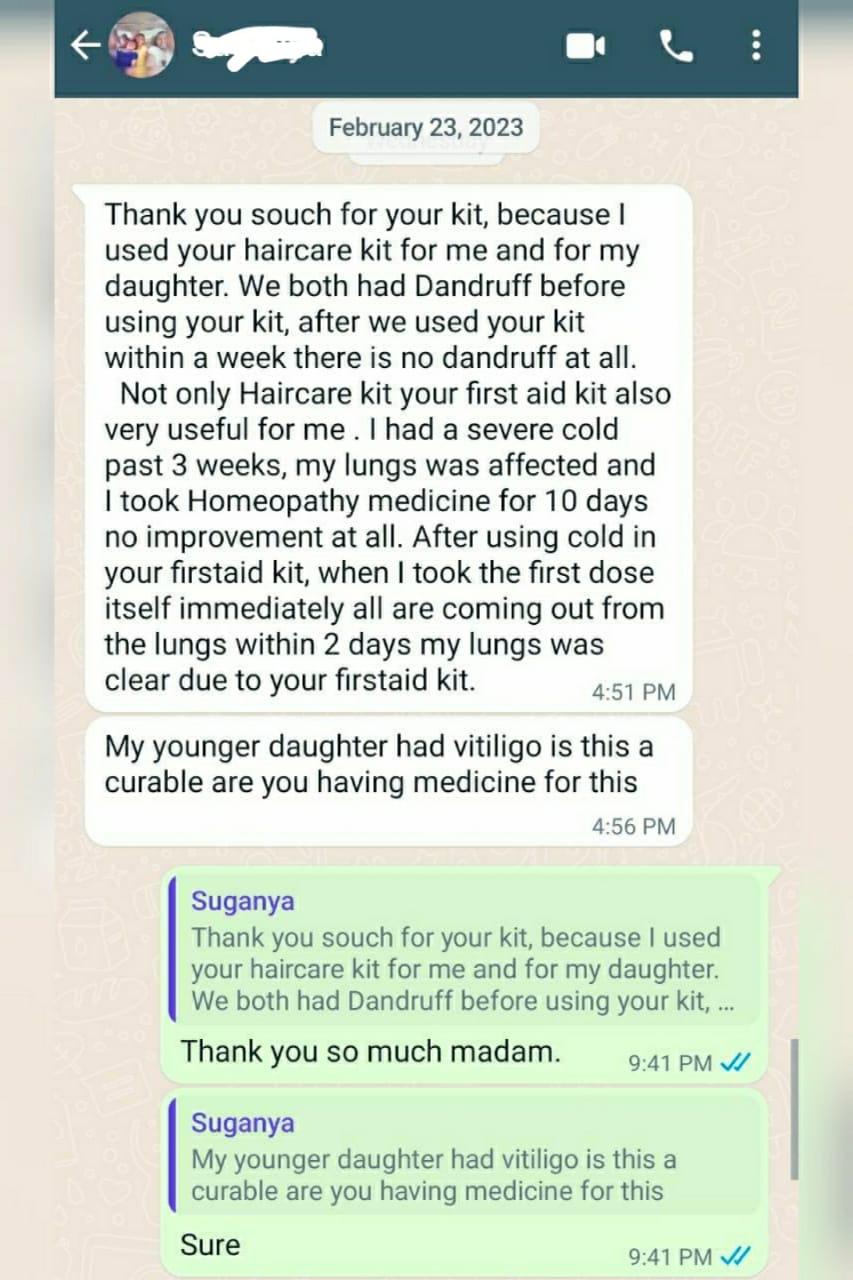 February 23, 2023
Wednesday
Thank you souch for your kit, because I
used your haircare kit for me and for my
daughter. We both had Dandruff before
using your kit, after we used your kit
within a week there is no dandruff at all.
Not only Haircare kit your first aid kit also
very useful for me . I had a severe cold
past 3 weeks, my lungs was affected and
I took Homeopathy medicine for 10 days
no improvement at all. After using cold in
your firstaid kit, when I took the first dose
itself immediately all are coming out from
the lungs within 2 days my lungs was
clear due to your firstaid kit.
4:51 PM
My younger daughter had vitiligo is this a
curable are you having medicine for this
4:56 PM
Suganya
Thank you souch for your kit, because I used
your haircare kit for me and for my daughter.
We both had Dandruff before using your kit, ...
Thank you so much madam.
9:41 PM
Suganya
My younger daughter had vitiligo is this a
curable are you having medicine for this
Sure
9:41 PM